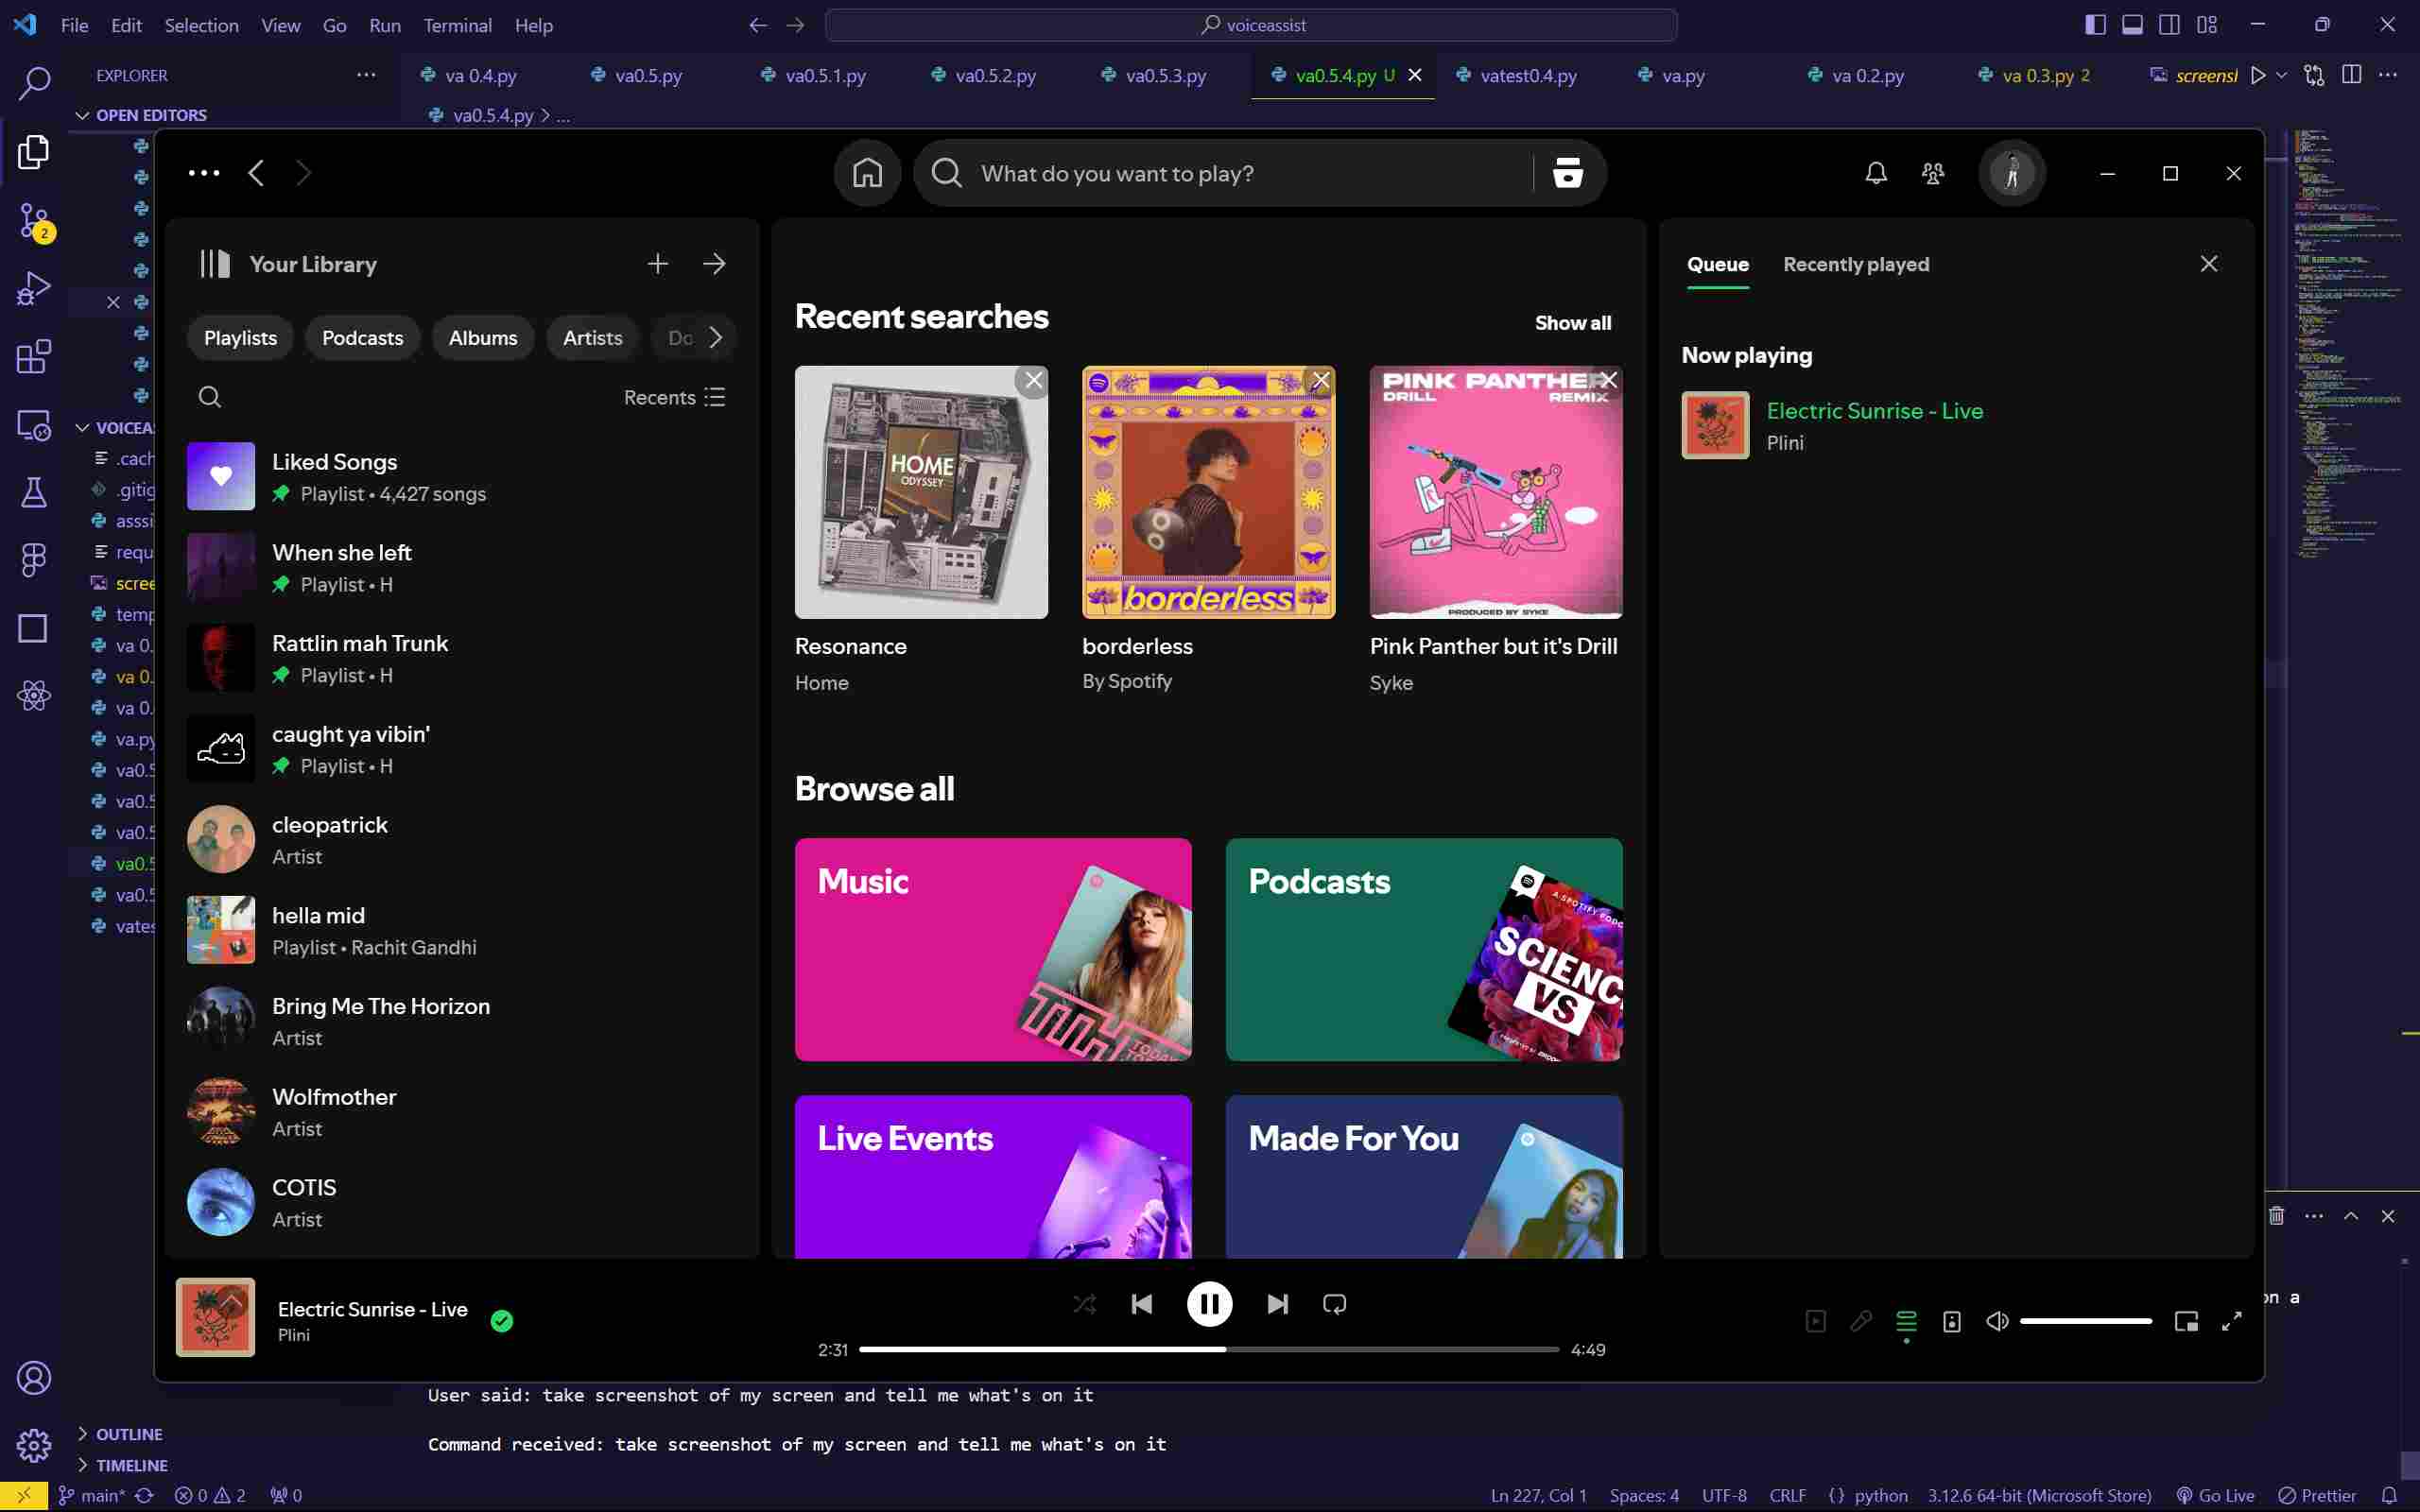 File Edit Selection View Go Run Terminal Help
voiceassist
EXPLORER
va 0.4.py va0.5.py va0.5.1.py va0.5.2.py va0.5.3.py va0.5.4.py U vatest0.4.py va.py va 0.2.py va 0.3.py 2 screensl
OPEN EDITORS
va0.5.4.py > ...
2
VOICEA
.cach
.gitig
asssi
requ
scree
temp
va 0.
va 0.
va 0.
va.py
va0.5
va0.5
va0.5
va0.5
va0.5
vates
OUTLINE
TIMELINE
What do you want to play?
Your Library
Playlists Podcasts Albums Artists Do
Recents
Liked Songs
Playlist • 4,427 songs
When she left
Playlist • H
Rattlin mah Trunk
Playlist • H
caught ya vibin'
Playlist • H
cleopatrick
Artist
hella mid
Playlist • Rachit Gandhi
Bring Me The Horizon
Artist
Wolfmother
Artist
COTIS
Artist
Recent searches
Show all
HOME
ODYSSEY
borderless
PINK PANTHER
DRILL REMIX
PRODUCED BY SYKE
Resonance
Home
borderless
By Spotify
Pink Panther but it's Drill
Syke
Browse all
Music
Podcasts
A SPOTIFY PODC
SCIENC
VS
Live Events
Made For You
Queue Recently played
Now playing
Electric Sunrise - Live
Plini
Electric Sunrise - Live
Plini
2:31
4:49
on a
User said: take screenshot of my screen and tell me what's on it
Command received: take screenshot of my screen and tell me what's on it
main* 0 2 0
Ln 227, Col 1 Spaces: 4 UTF-8 CRLF {} python 3.12.6 64-bit (Microsoft Store) Go Live Prettier